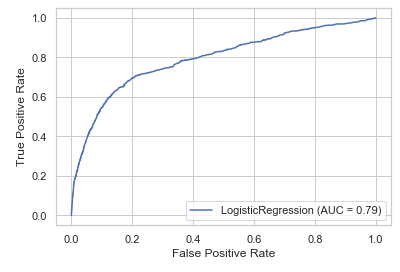 1.0
0.8
0.6
0.4
0.2
0.0
True Positive Rate
LogisticRegression (AUC = 0.79)
0.0 0.2 0.4 0.6 0.8 1.0
False Positive Rate